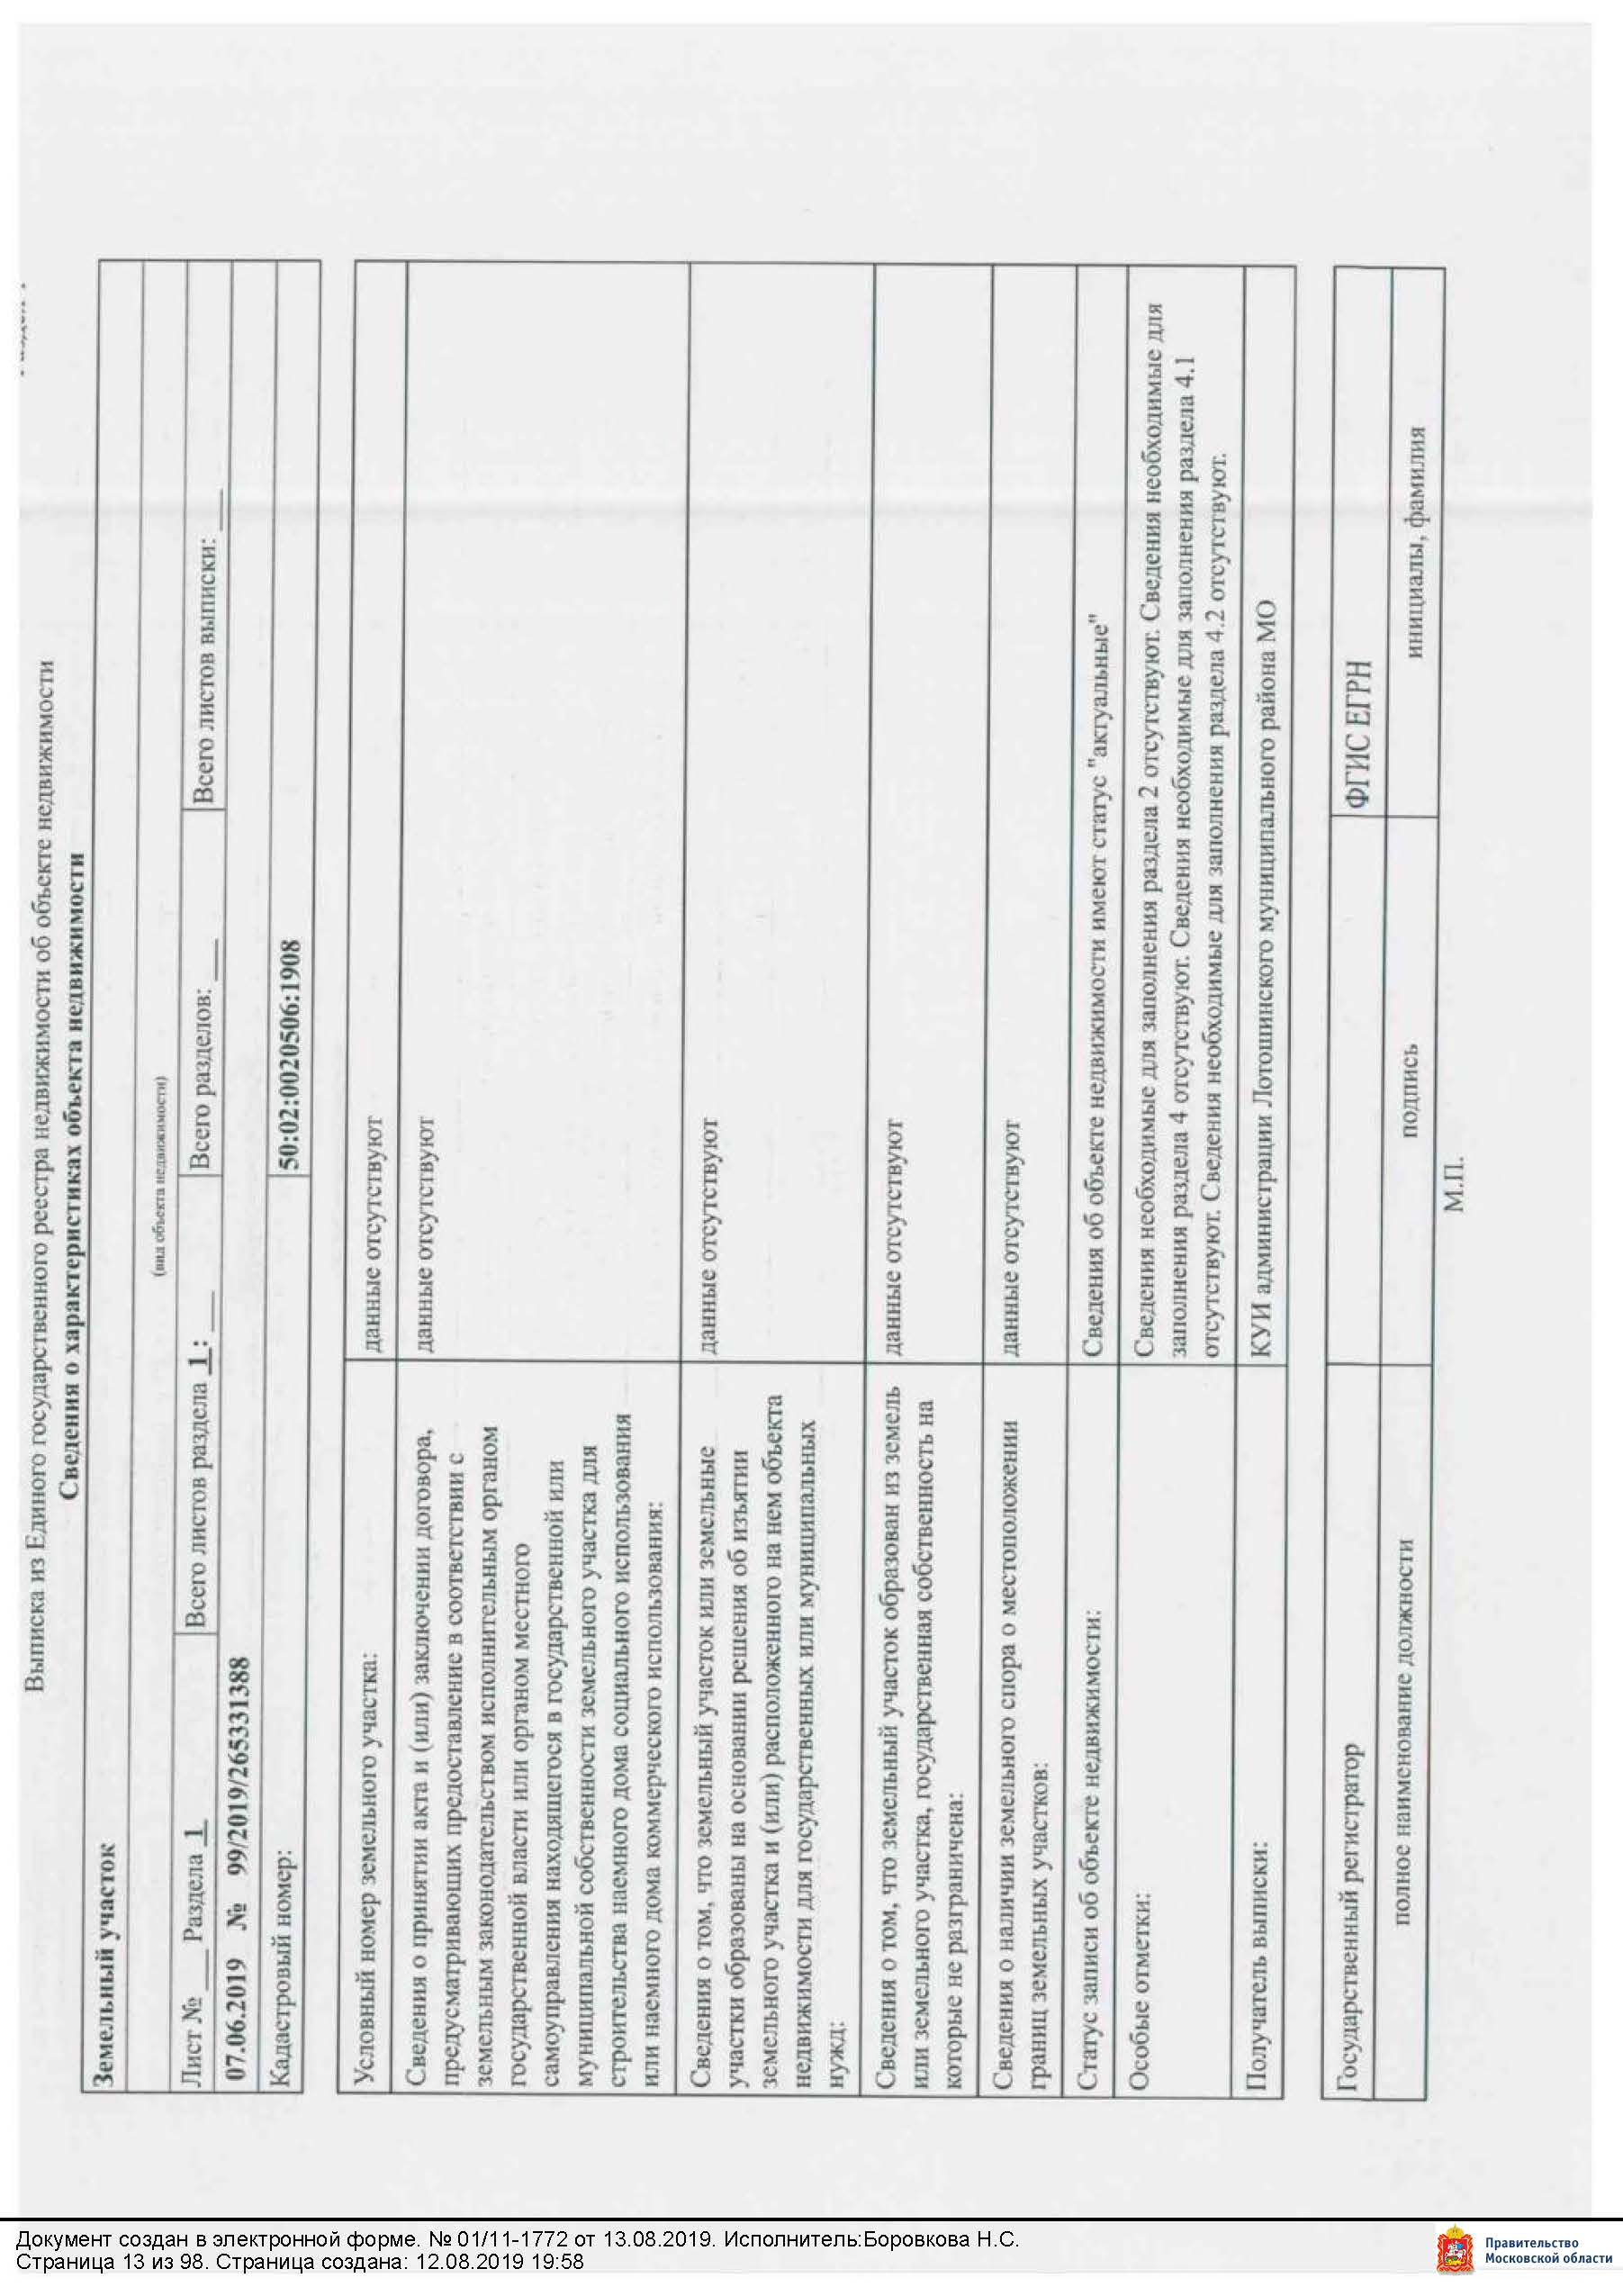 Выписка из Единого государственного реестра недвижимости об объекте недвижимости
Сведения о характеристиках объекта недвижимости
Земельный участок
(вид объекта недвижимости)
Лист № ___ Раздела 1
Всего листов раздела 1: ___
Всего разделов: ___
Всего листов выписки: ___
07.06.2019 № 99/2019/265331388
Кадастровый номер:
50:02:0020506:1908
Условный номер земельного участка:
данные отсутствуют
Сведения о принятии акта и (или) заключении договора,
предусматривающих предоставление в соответствии с
земельным законодательством исполнительным органом
государственной власти или органом местного
самоуправления находящегося в государственной или
муниципальной собственности земельного участка для
строительства наемного дома социального использования
или наемного дома коммерческого использования:
данные отсутствуют
Сведения о том, что земельный участок или земельные
участки образованы на основании решения об изъятии
земельного участка и (или) расположенного на нем объекта
недвижимости для государственных или муниципальных
нужд:
данные отсутствуют
Сведения о том, что земельный участок образован из земель
или земельного участка, государственная собственность на
которые не разграничена:
данные отсутствуют
Сведения о наличии земельного спора о местоположении
границ земельных участков:
данные отсутствуют
Статус записи об объекте недвижимости:
Сведения об объекте недвижимости имеют статус "актуальные"
Особые отметки:
Сведения необходимые для заполнения раздела 2 отсутствуют. Сведения необходимые для
заполнения раздела 4 отсутствуют. Сведения необходимые для заполнения раздела 4.1
отсутствуют. Сведения необходимые для заполнения раздела 4.2 отсутствуют.
Получатель выписки:
КУИ администрации Лотошинского муниципального района МО
Государственный регистратор
ФГИС ЕГРН
полное наименование должности
подпись
инициалы, фамилия
М.П.
Документ создан в электронной форме. № 01/11-1772 от 13.08.2019. Исполнитель:Боровкова Н.С.
Страница 13 из 98. Страница создана: 12.08.2019 19:58
Правительство
Московской области